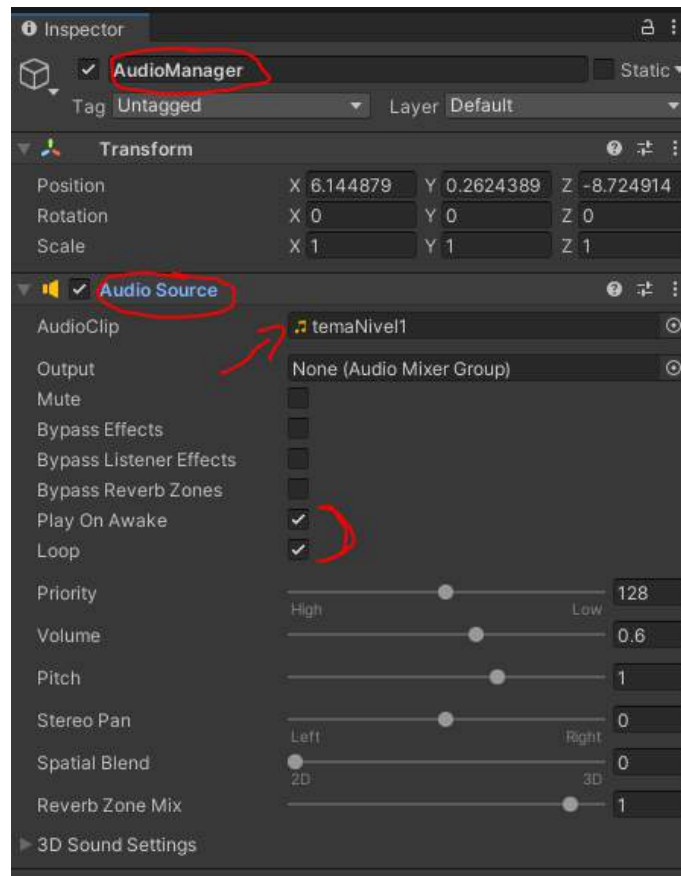 Inspector
AudioManager Static
Tag Untagged Layer Default
Transform
Position X 6.144879 Y 0.2624389 Z -8.724914
Rotation X 0 Y 0 Z 0
Scale X 1 Y 1 Z 1
Audio Source
AudioClip temaNivel1
Output None (Audio Mixer Group)
Mute
Bypass Effects
Bypass Listener Effects
Bypass Reverb Zones
Play On Awake
Loop
Priority 128
High Low
Volume 0.6
Pitch 1
Stereo Pan 0
Left Right
Spatial Blend 0
2D 3D
Reverb Zone Mix 1
3D Sound Settings